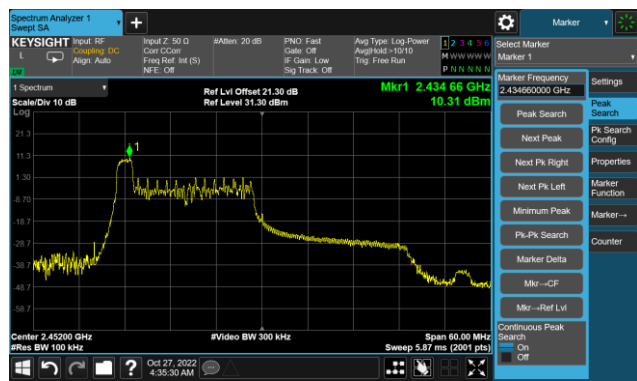 Spectrum Analyzer 1
Swept SA
Marker
KEYSIGHT
L
Input: RF
Coupling: DC
Align: Auto
Input Z: 50 Ω
Corr CCorr
Freq Ref: Int (S)
NFE: Off
#Atten: 20 dB
PNO: Fast
Gate: Off
IF Gain: Low
Sig Track: Off
Avg Type: Log-Power
Avg|Hold:>10/10
Trig: Free Run
1 2 3 4 5 6
M W W W W W
P N N N N N
Select Marker
Marker 1
1 Spectrum
Scale/Div 10 dB
Log
Ref Lvl Offset 21.30 dB
Ref Level 31.30 dBm
Mkr1 2.434 66 GHz
10.31 dBm
21.3
11.3
1.30
-8.70
-18.7
-28.7
-38.7
-48.7
-58.7
1
Center 2.45200 GHz
#Res BW 100 kHz
#Video BW 300 kHz
Span 60.00 MHz
Sweep 5.87 ms (2001 pts)
Marker Frequency
2.434660000 GHz
Peak Search
Next Peak
Next Pk Right
Next Pk Left
Minimum Peak
Pk-Pk Search
Marker Delta
Mkr→CF
Mkr→Ref Lvl
Continuous Peak
Search
On
Off
Settings
Peak
Search
Pk Search
Config
Properties
Marker
Function
Marker→
Counter
?
Oct 27, 2022
4:35:30 AM